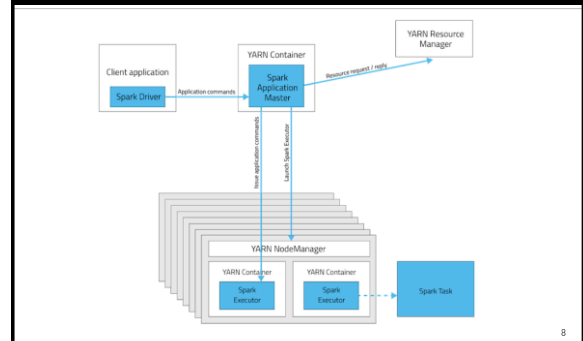 YARN Resource
Manager
YARN Container
Client application
Spark
Application
Master
Spark Driver
Application commands
Resource request / reply
Issue application commands
Launch Spark Executor
YARN NodeManager
YARN Container
YARN Container
Spark
Executor
Spark
Executor
Spark Task
8